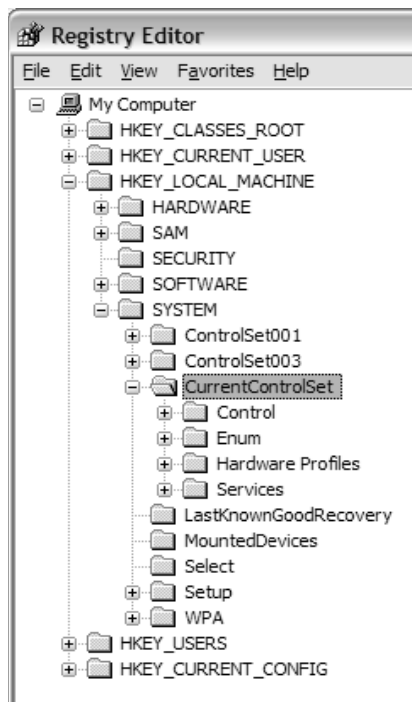 Registry Editor
File Edit View Favorites Help
My Computer
HKEY_CLASSES_ROOT
HKEY_CURRENT_USER
HKEY_LOCAL_MACHINE
HARDWARE
SAM
SECURITY
SOFTWARE
SYSTEM
ControlSet001
ControlSet003
CurrentControlSet
Control
Enum
Hardware Profiles
Services
LastKnownGoodRecovery
MountedDevices
Select
Setup
WPA
HKEY_USERS
HKEY_CURRENT_CONFIG